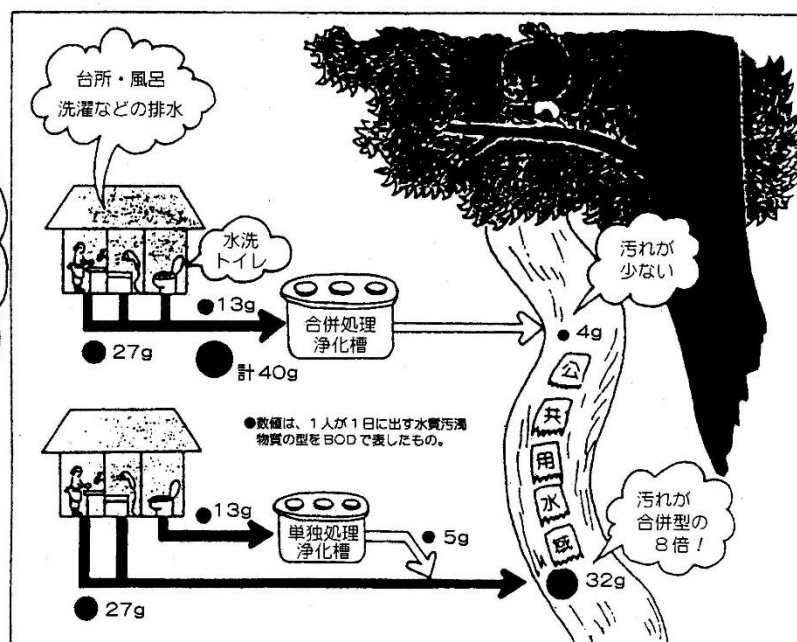 台所・風呂
洗濯などの排水
水洗
トイレ
13g
27g
計40g
合併処理
浄化槽
汚れが
少ない
4g
●数値は、1人が1日に出す水質汚濁
物質の型をBODで表したもの。
公
共
用
水
域
13g
27g
単独処理
浄化槽
5g
汚れが
合併型の
8倍!
32g